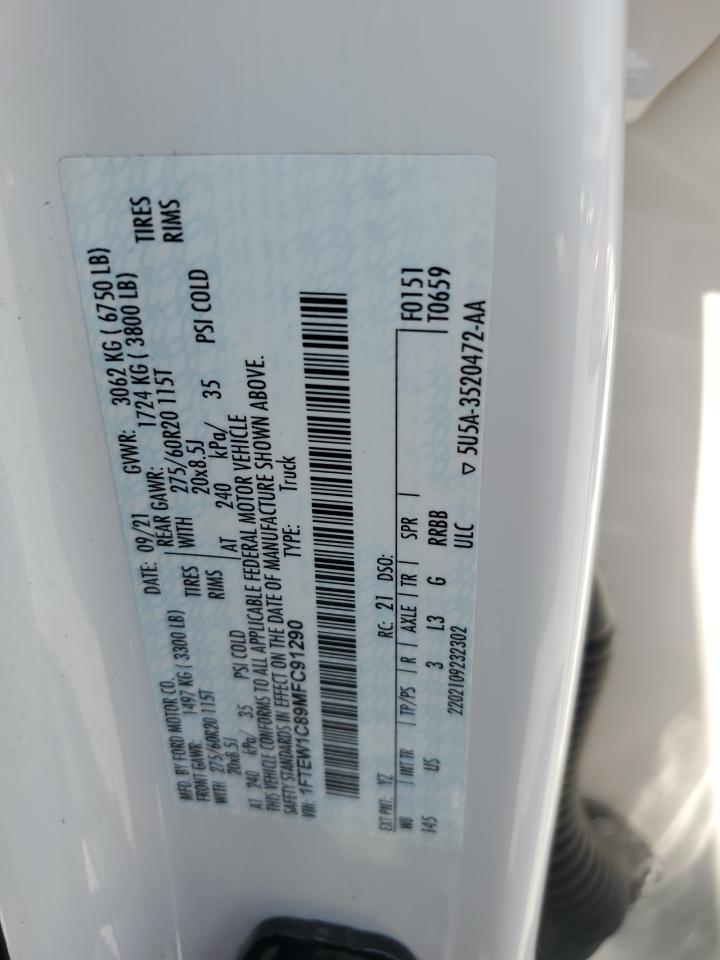 MFD. BY FORD MOTOR CO.
DATE: 09/21 GVWR: 3062 KG ( 6750 LB)
FRONT GAWR: 1497 KG ( 3300 LB) REAR GAWR: 1724 KG ( 3800 LB)
WITH 275/60R20 115T TIRES WITH 275/60R20 115T TIRES
20x8.5J RIMS 20x8.5J RIMS
AT 240 kPa/ 35 PSI COLD AT 240 kPa/ 35 PSI COLD
THIS VEHICLE CONFORMS TO ALL APPLICABLE FEDERAL MOTOR VEHICLE
SAFETY STANDARDS IN EFFECT ON THE DATE OF MANUFACTURE SHOWN ABOVE.
VIN: 1FTEW1C89MFC91290 TYPE: Truck
F0151
T0659
EXT PNT: YZ RC: 21 DSO:
WB INT TR TP/PS R AXLE TR SPR
145 US 3 L3 G RRBB
2202109232302 ULC ▽ 5U5A-3520472-AA